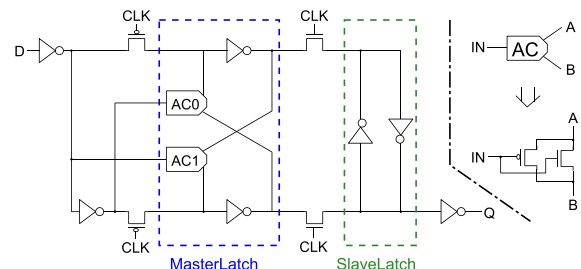 CLK
CLK
D
AC0
AC1
CLK
CLK
Q
MasterLatch
SlaveLatch
IN
AC
A
B
A
IN
B